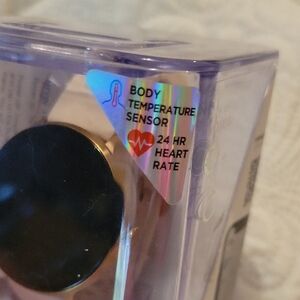 BODY
TEMPERATURE
SENSOR
24 HR
HEART
RATE